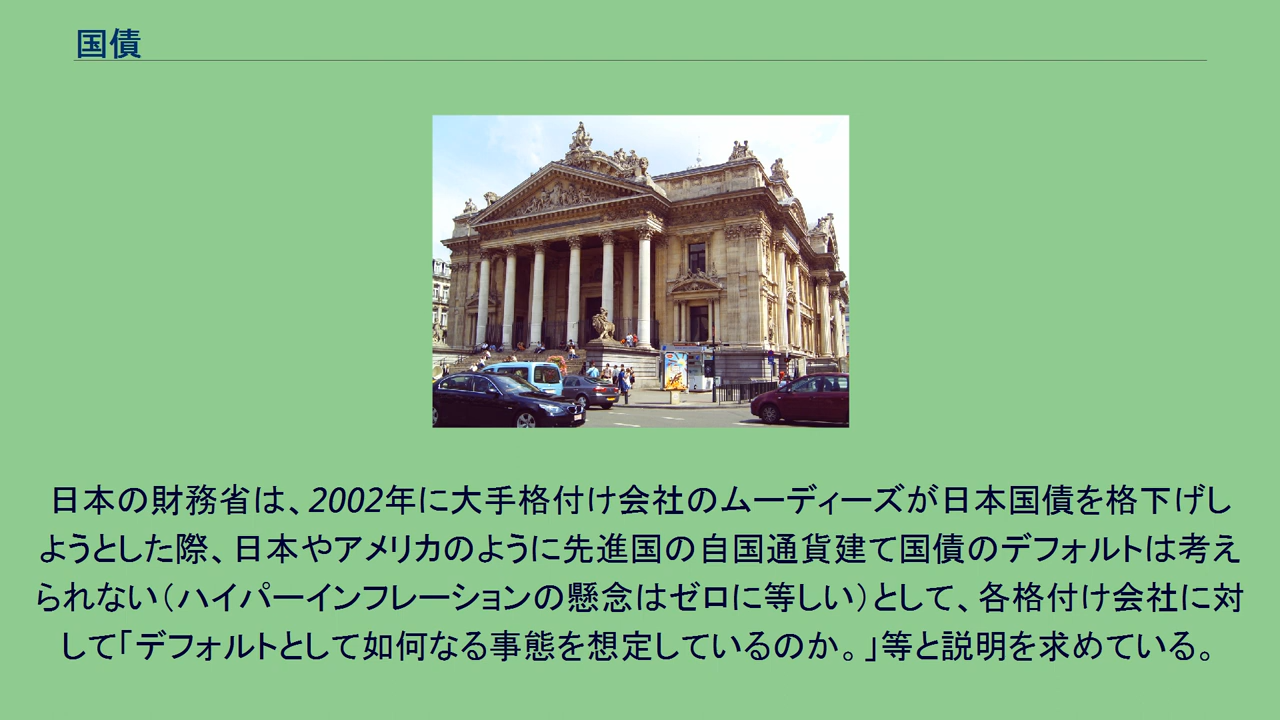 国債
日本の財務省は、2002年に大手格付け会社のムーディーズが日本国債を格下げし
ようとした際、日本やアメリカのように先進国の自国通貨建て国債のデフォルトは考え
られない（ハイパーインフレーションの懸念はゼロに等しい）として、各格付け会社に対
して「デフォルトとして如何なる事態を想定しているのか。」等と説明を求めている。